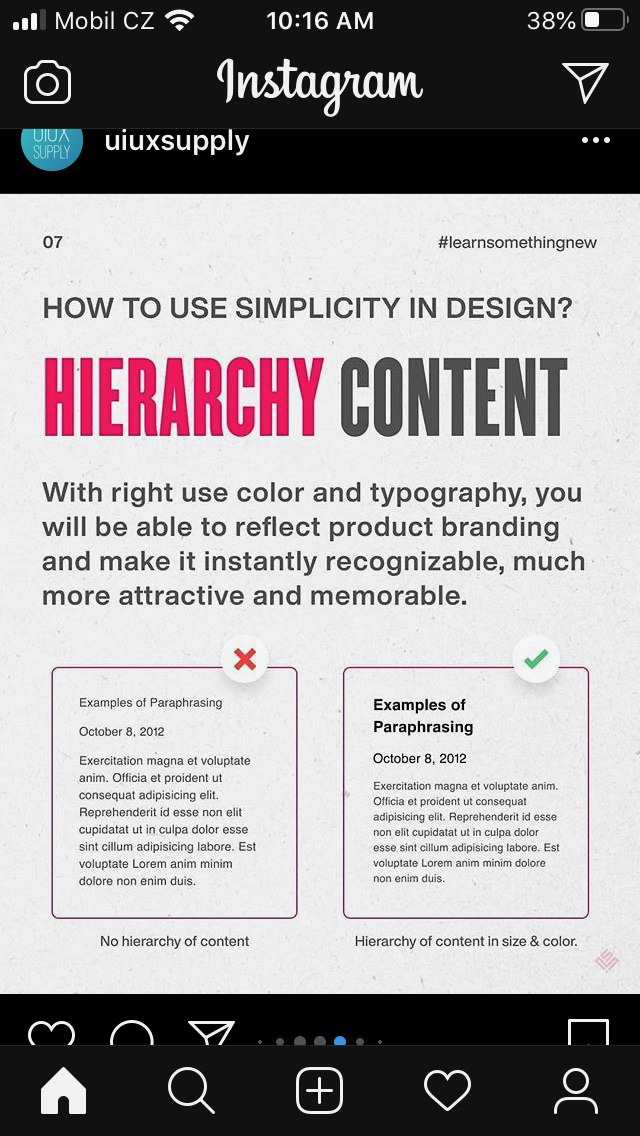 Mobil CZ 10:16 AM 38%
Instagram
UIUX
SUPPLY
uiuxsupply
07 #learnsomethingnew
HOW TO USE SIMPLICITY IN DESIGN?
HIERARCHY CONTENT
With right use color and typography, you
will be able to reflect product branding
and make it instantly recognizable, much
more attractive and memorable.
Examples of Paraphrasing
October 8, 2012
Exercitation magna et voluptate
anim. Officia et proident ut
consequat adipisicing elit.
Reprehenderit id esse non elit
cupidatat ut in culpa dolor esse
sint cillum adipisicing labore. Est
voluptate Lorem anim minim
dolore non enim duis.
No hierarchy of content
Examples of
Paraphrasing
October 8, 2012
Exercitation magna et voluptate anim.
Officia et proident ut consequat
adipisicing elit. Reprehenderit id esse
non elit cupidatat ut in culpa dolor
esse sint cillum adipisicing labore. Est
voluptate Lorem anim minim dolore
non enim duis.
Hierarchy of content in size & color.